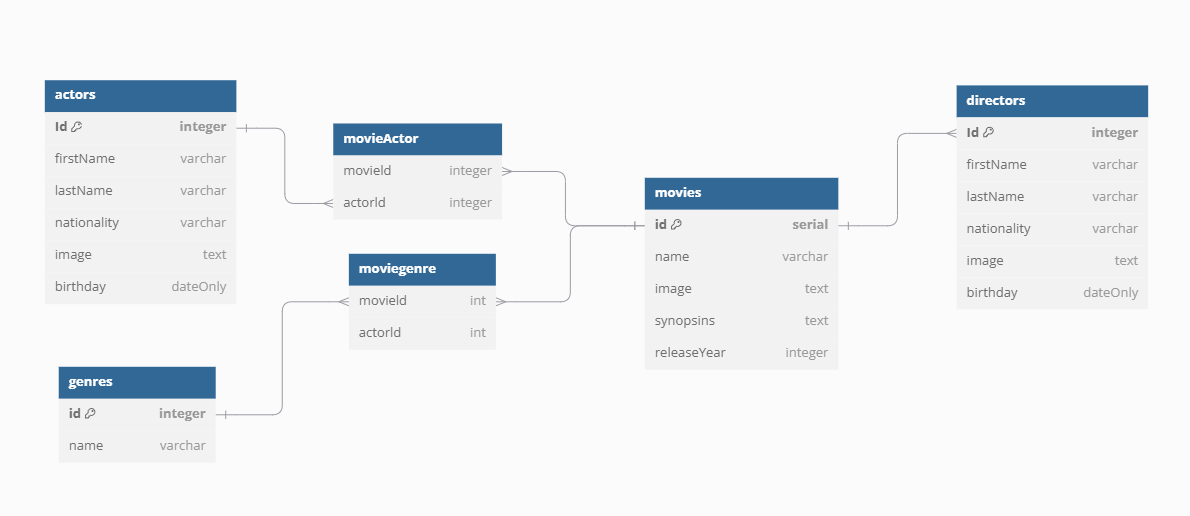 actors
Id integer
firstName varchar
lastName varchar
nationality varchar
image text
birthday dateOnly
movieActor
movieId integer
actorId integer
moviegenre
movieId int
actorId int
genres
id integer
name varchar
movies
id serial
name varchar
image text
synopsins text
releaseYear integer
directors
Id integer
firstName varchar
lastName varchar
nationality varchar
image text
birthday dateOnly